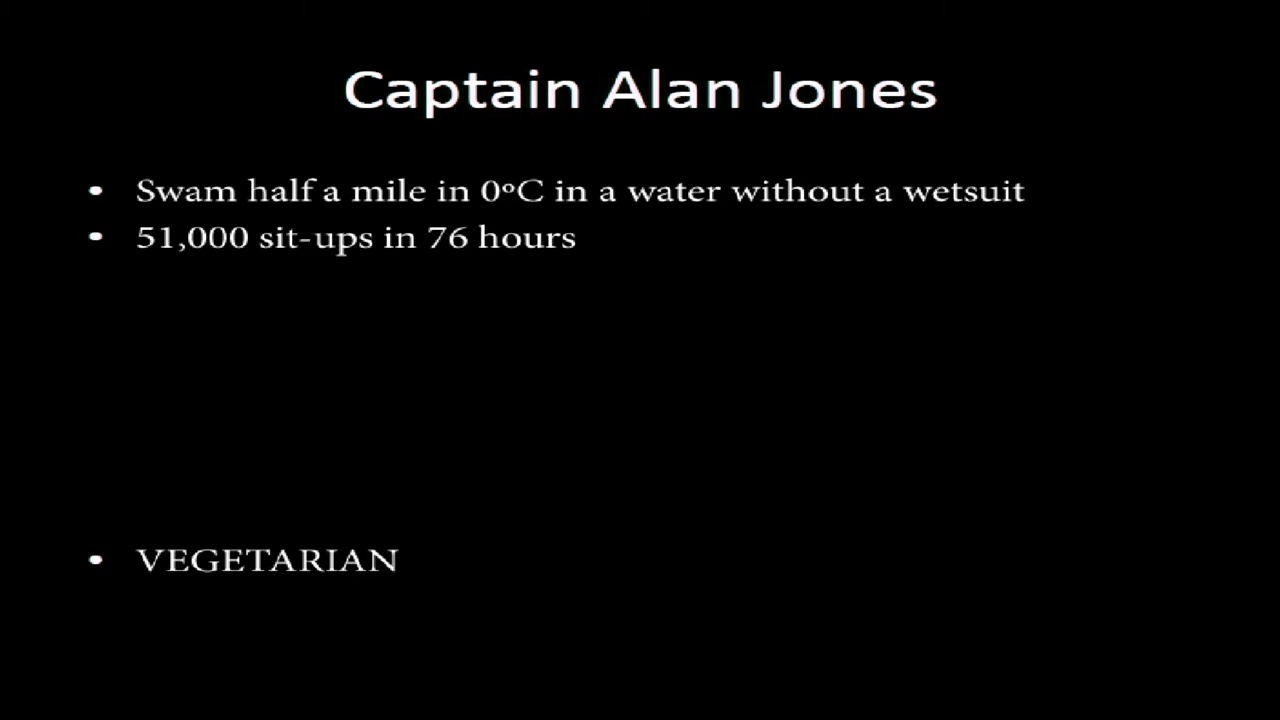 Captain Alan Jones
• Swam half a mile in 0°C in a water without a wetsuit
• 51,000 sit-ups in 76 hours
• VEGETARIAN